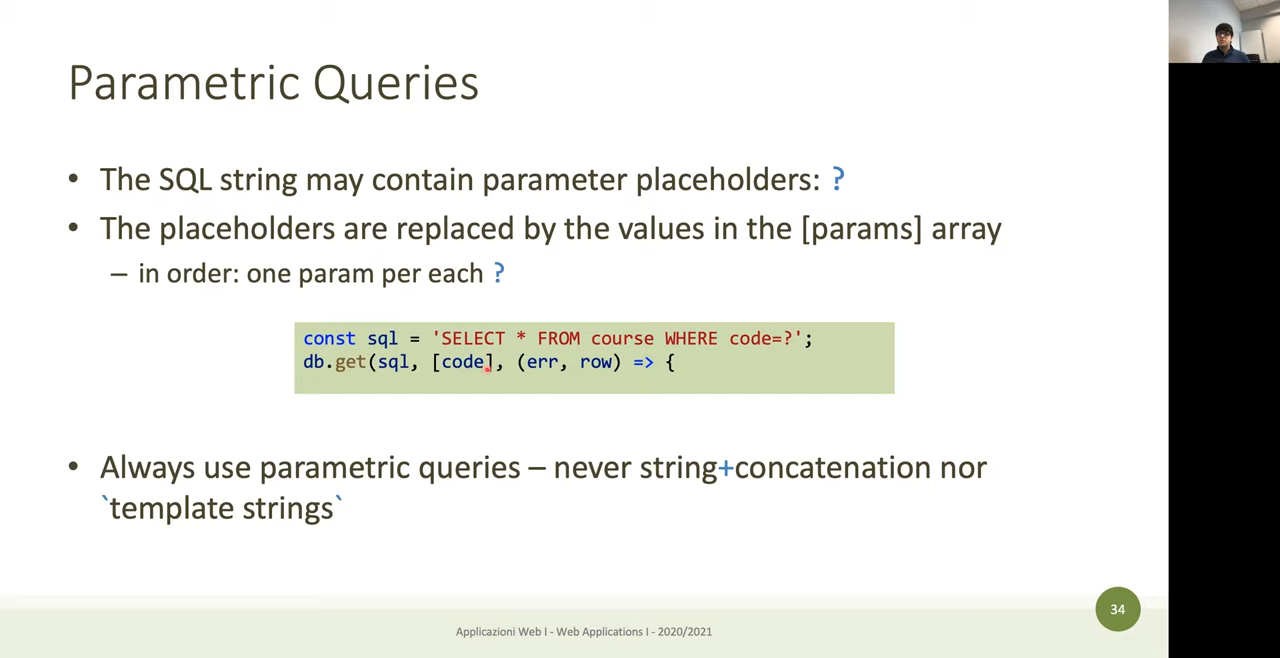 Parametric Queries
• The SQL string may contain parameter placeholders: ?
• The placeholders are replaced by the values in the [params] array
– in order: one param per each ?
const sql = 'SELECT * FROM course WHERE code=?';
db.get(sql, [code], (err, row) => {
• Always use parametric queries – never string+concatenation nor
`template strings`
34
Applicazioni Web I - Web Applications I - 2020/2021